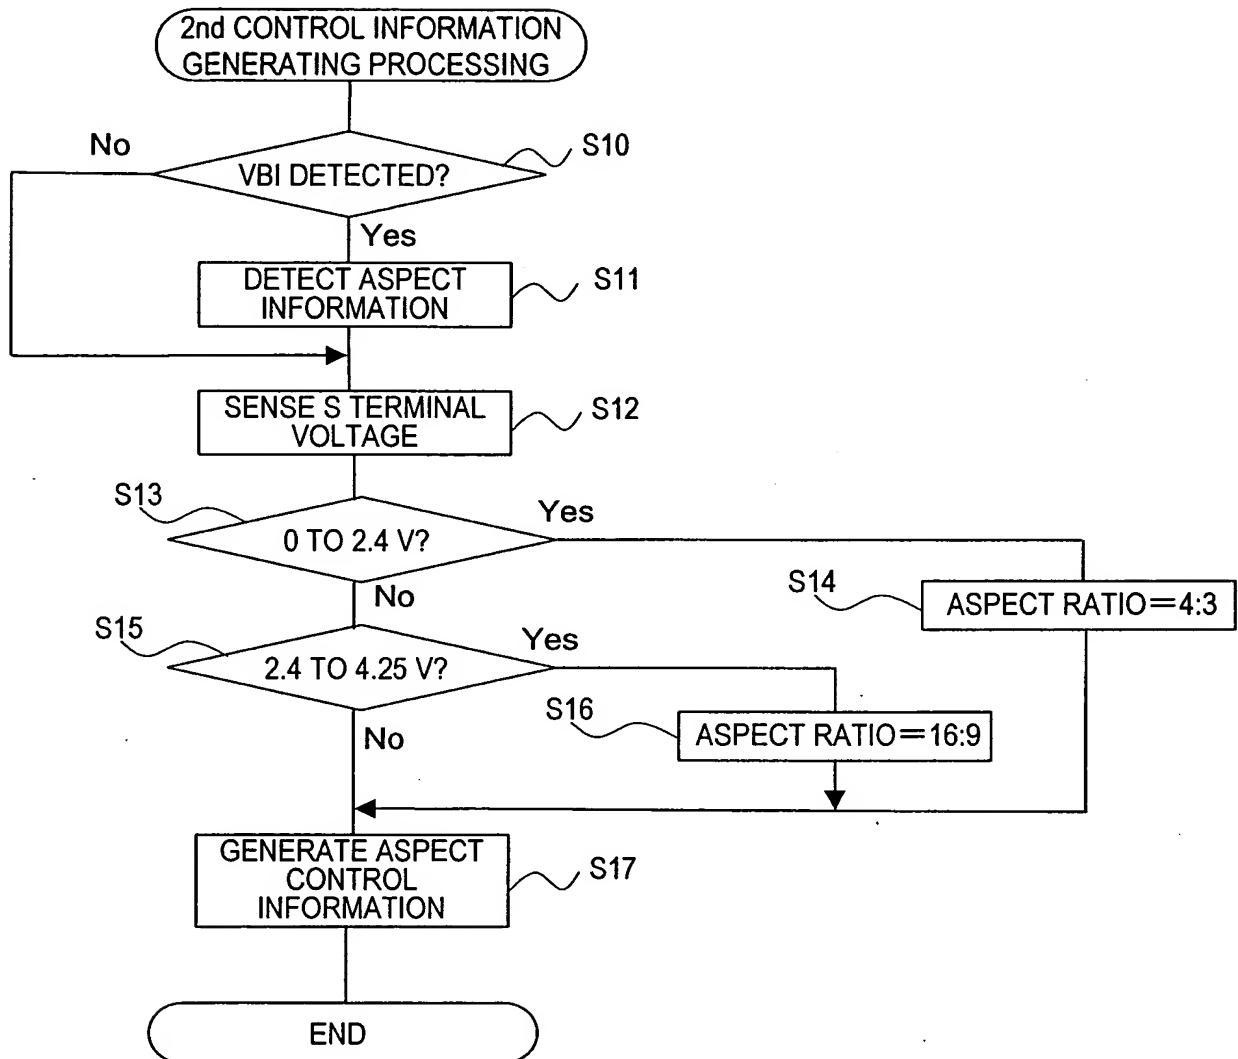 2nd CONTROL INFORMATION
GENERATING PROCESSING
No
S10
VBI DETECTED?
Yes
DETECT ASPECT
INFORMATION
S11
SENSE S TERMINAL
VOLTAGE
S12
S13
Yes
0 TO 2.4 V?
No
S14
ASPECT RATIO=4:3
S15
Yes
2.4 TO 4.25 V?
S16
ASPECT RATIO=16:9
No
GENERATE ASPECT
CONTROL
INFORMATION
S17
END